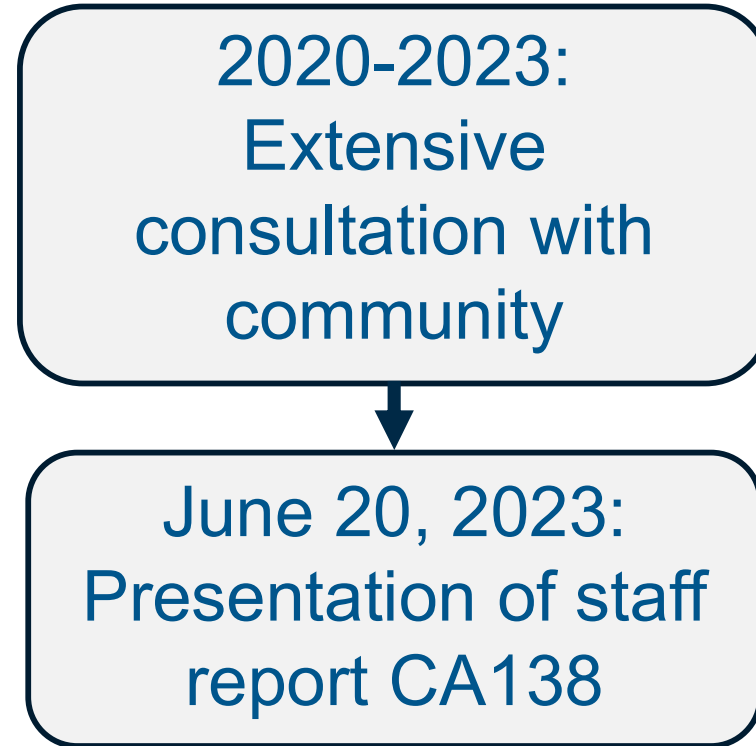 2020-2023:
Extensive
consultation with
community
June 20, 2023:
Presentation of staff
report CA138